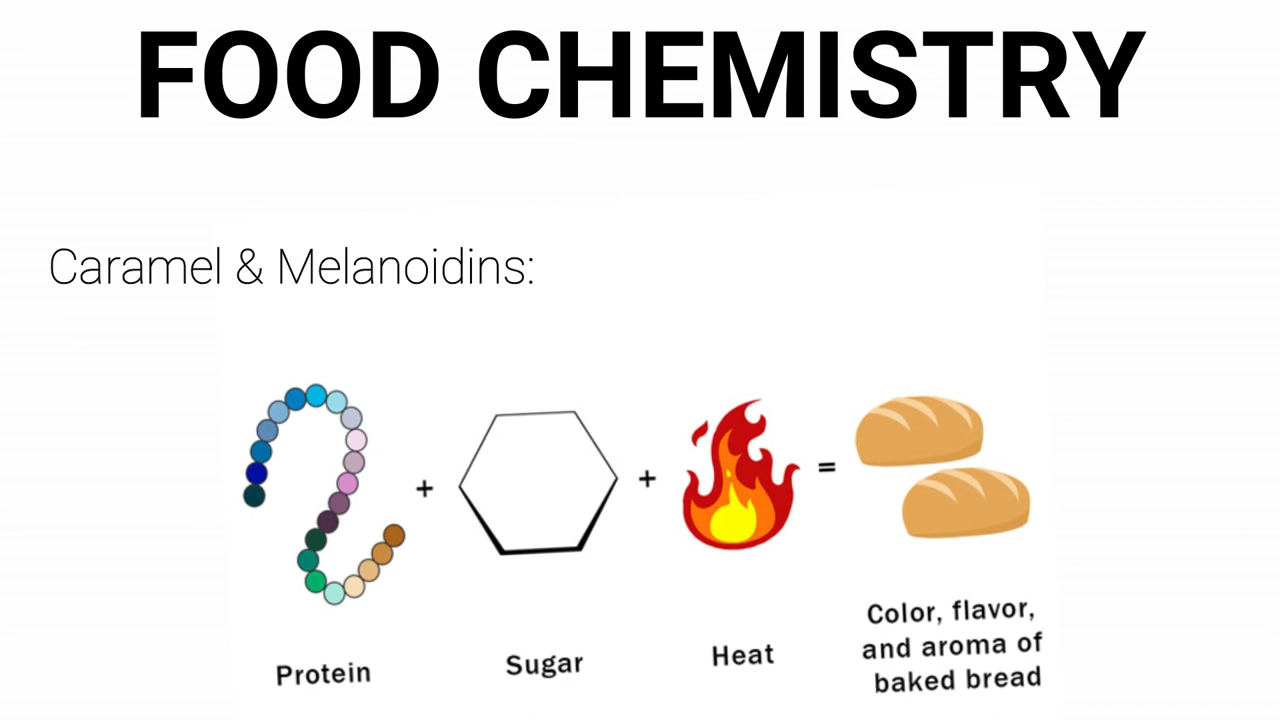 FOOD CHEMISTRY
Caramel & Melanoidins:
+ + =
Protein
Sugar
Heat
Color, flavor,
and aroma of
baked bread